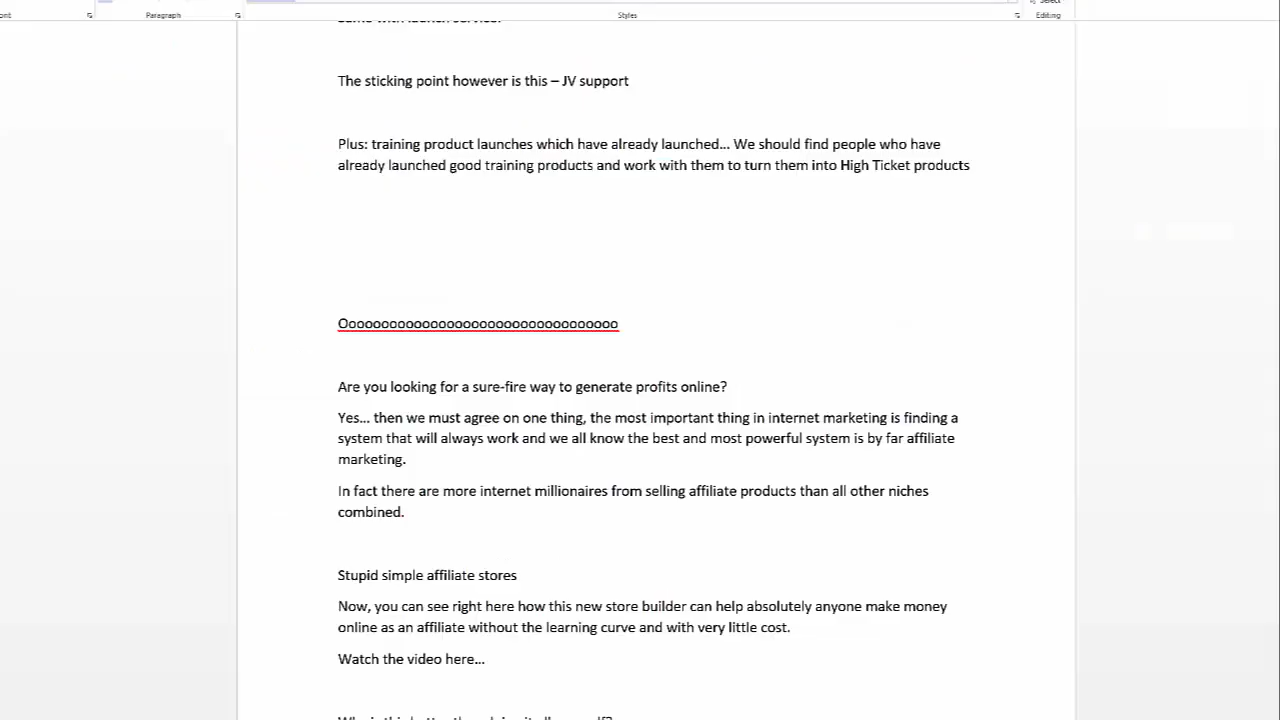 Paragraph
Styles
Editing
The sticking point however is this – JV support
Plus: training product launches which have already launched... We should find people who have
already launched good training products and work with them to turn them into High Ticket products
Ooooooooooooooooooooooooooooooooooo
Are you looking for a sure-fire way to generate profits online?
Yes... then we must agree on one thing, the most important thing in internet marketing is finding a
system that will always work and we all know the best and most powerful system is by far affiliate
marketing.
In fact there are more internet millionaires from selling affiliate products than all other niches
combined.
Stupid simple affiliate stores
Now, you can see right here how this new store builder can help absolutely anyone make money
online as an affiliate without the learning curve and with very little cost.
Watch the video here...